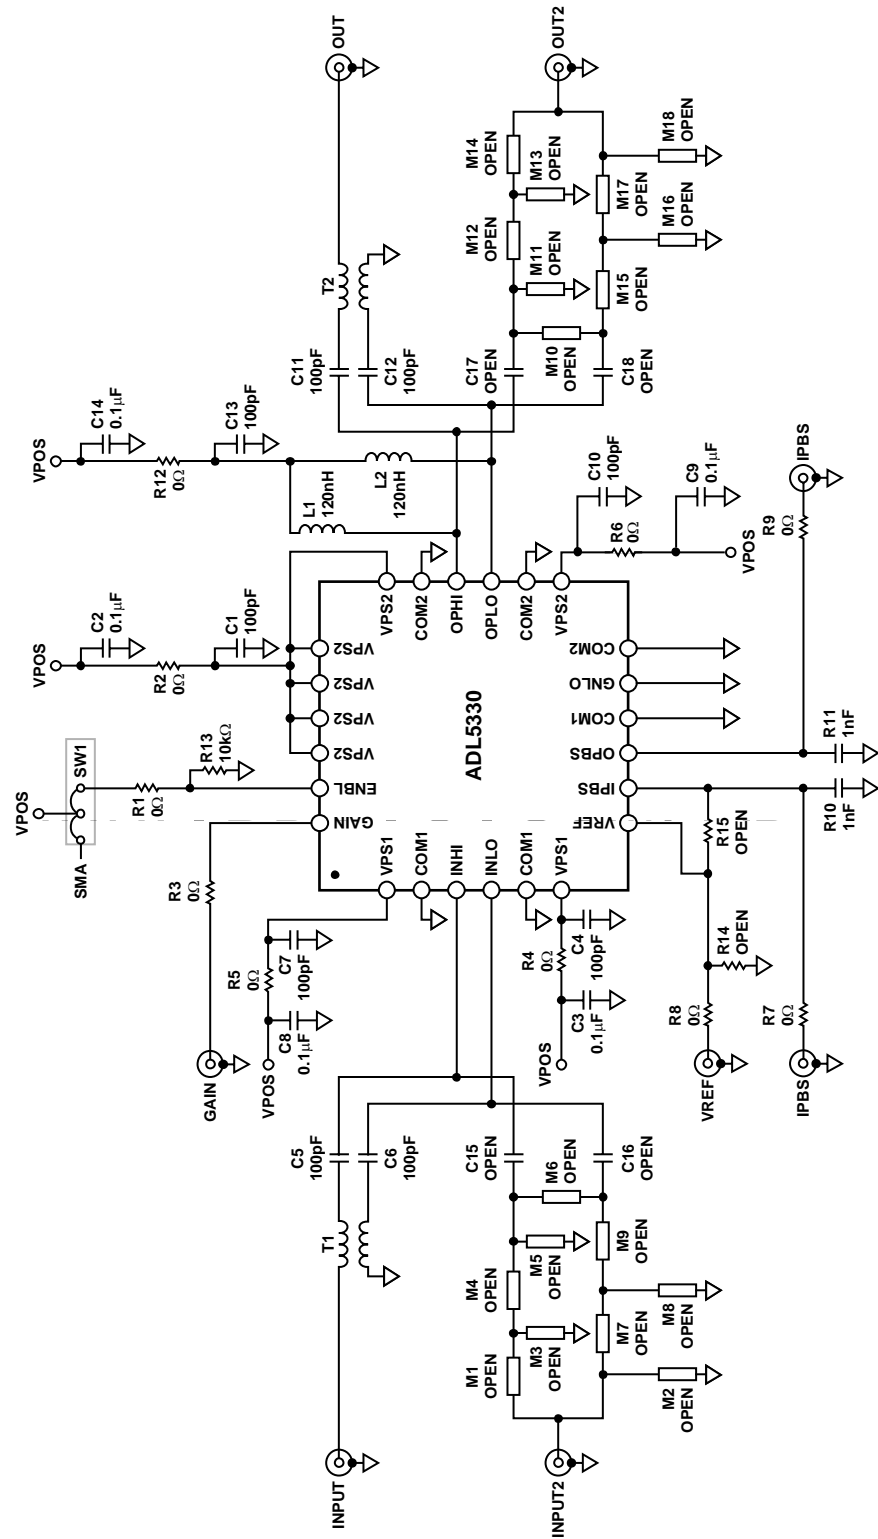 VPOS
C14
0.1µF
R12
0Ω
C13
100pF
L1
120nH
L2
120nH
C11
100pF
C12
100pF
T2
OUT
VPOS
C2
0.1µF
R2
0Ω
C1
100pF
VPOS
SW1
SMA
R1
0Ω
R13
10kΩ
R3
0Ω
GAIN
R5
0Ω
C7
100pF
C8
0.1µF
VPOS
C5
100pF
C6
100pF
T1
INPUT
ADL5330
GAIN
ENBL
VPS2
VPS2
VPS2
VPS2
VPS1
COM1
INHI
INLO
COM1
VPS1
VPS2
COM2
OPHI
OPLO
COM2
VPS2
VREF
IPBS
OPBS
COM1
GNLO
COM2
C17
OPEN
C18
OPEN
M10
OPEN
M11
OPEN
M12
OPEN
M13
OPEN
M14
OPEN
M15
OPEN
M16
OPEN
M17
OPEN
M18
OPEN
OUT2
C10
100pF
R6
0Ω
C9
0.1µF
VPOS
R9
0Ω
IPBS
R4
0Ω
C4
100pF
C3
0.1µF
VPOS
C15
OPEN
C16
OPEN
M6
OPEN
M5
OPEN
M4
OPEN
M9
OPEN
M3
OPEN
M1
OPEN
M7
OPEN
M8
OPEN
M2
OPEN
INPUT2
R15
OPEN
R14
OPEN
R8
0Ω
VREF
R7
0Ω
IPBS
R10
1nF
R11
1nF